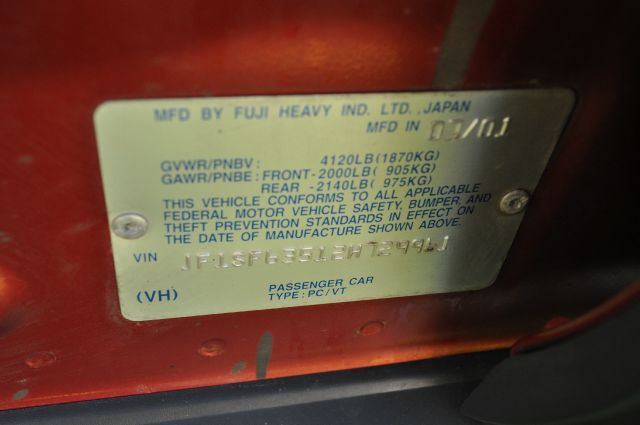 MFD BY FUJI HEAVY IND. LTD., JAPAN
MFD IN 03/01
GVWR/PNBV: 4120LB(1870KG)
GAWR/PNBE: FRONT-2000LB( 905KG)
REAR -2140LB( 975KG)
THIS VEHICLE CONFORMS TO ALL APPLICABLE
FEDERAL MOTOR VEHICLE SAFETY, BUMPER, AND
THEFT PREVENTION STANDARDS IN EFFECT ON
THE DATE OF MANUFACTURE SHOWN ABOVE.
VIN JF1SF63512H729961
(VH) PASSENGER CAR
TYPE: PC/VT